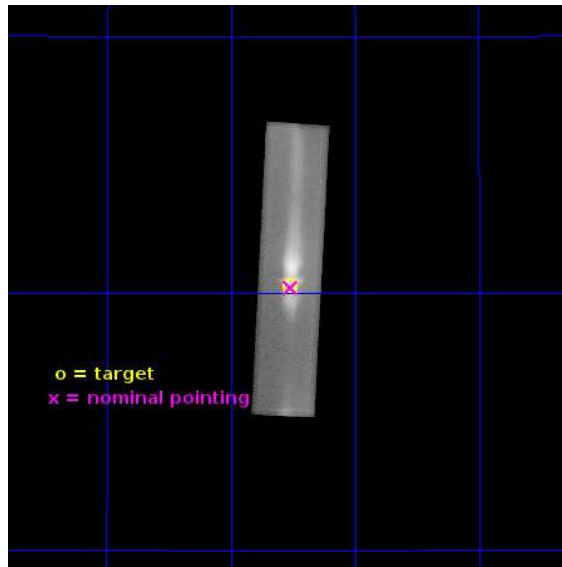 o = target
x = nominal pointing